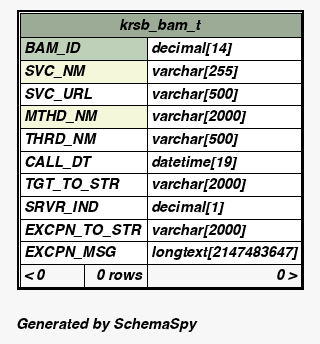 krsb_bam_t
BAM_ID decimal[14]
SVC_NM varchar[255]
SVC_URL varchar[500]
MTHD_NM varchar[2000]
THRD_NM varchar[500]
CALL_DT datetime[19]
TGT_TO_STR varchar[2000]
SRVR_IND decimal[1]
EXCPN_TO_STR varchar[2000]
EXCPN_MSG longtext[2147483647]
< 0 0 rows 0 >
Generated by SchemaSpy